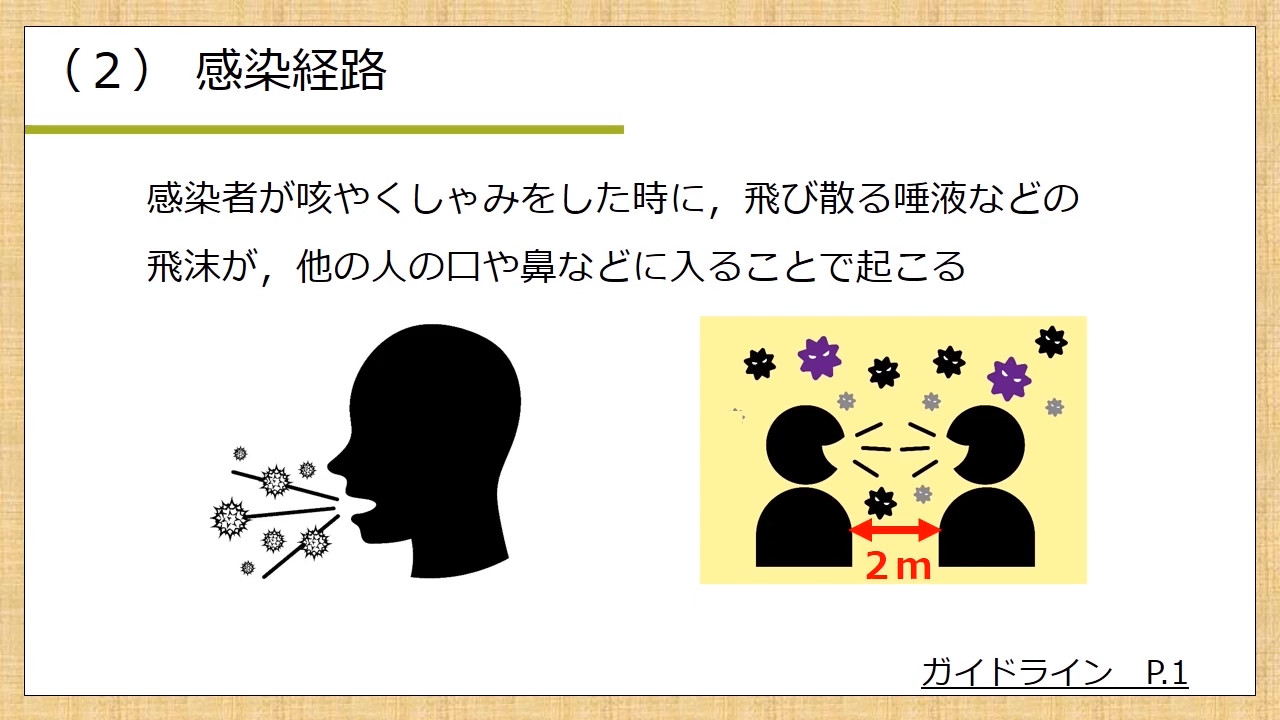 （２） 感染経路
感染者が咳やくしゃみをした時に，飛び散る唾液などの
飛沫が，他の人の口や鼻などに入ることで起こる
２ｍ
ガイドライン　P.1